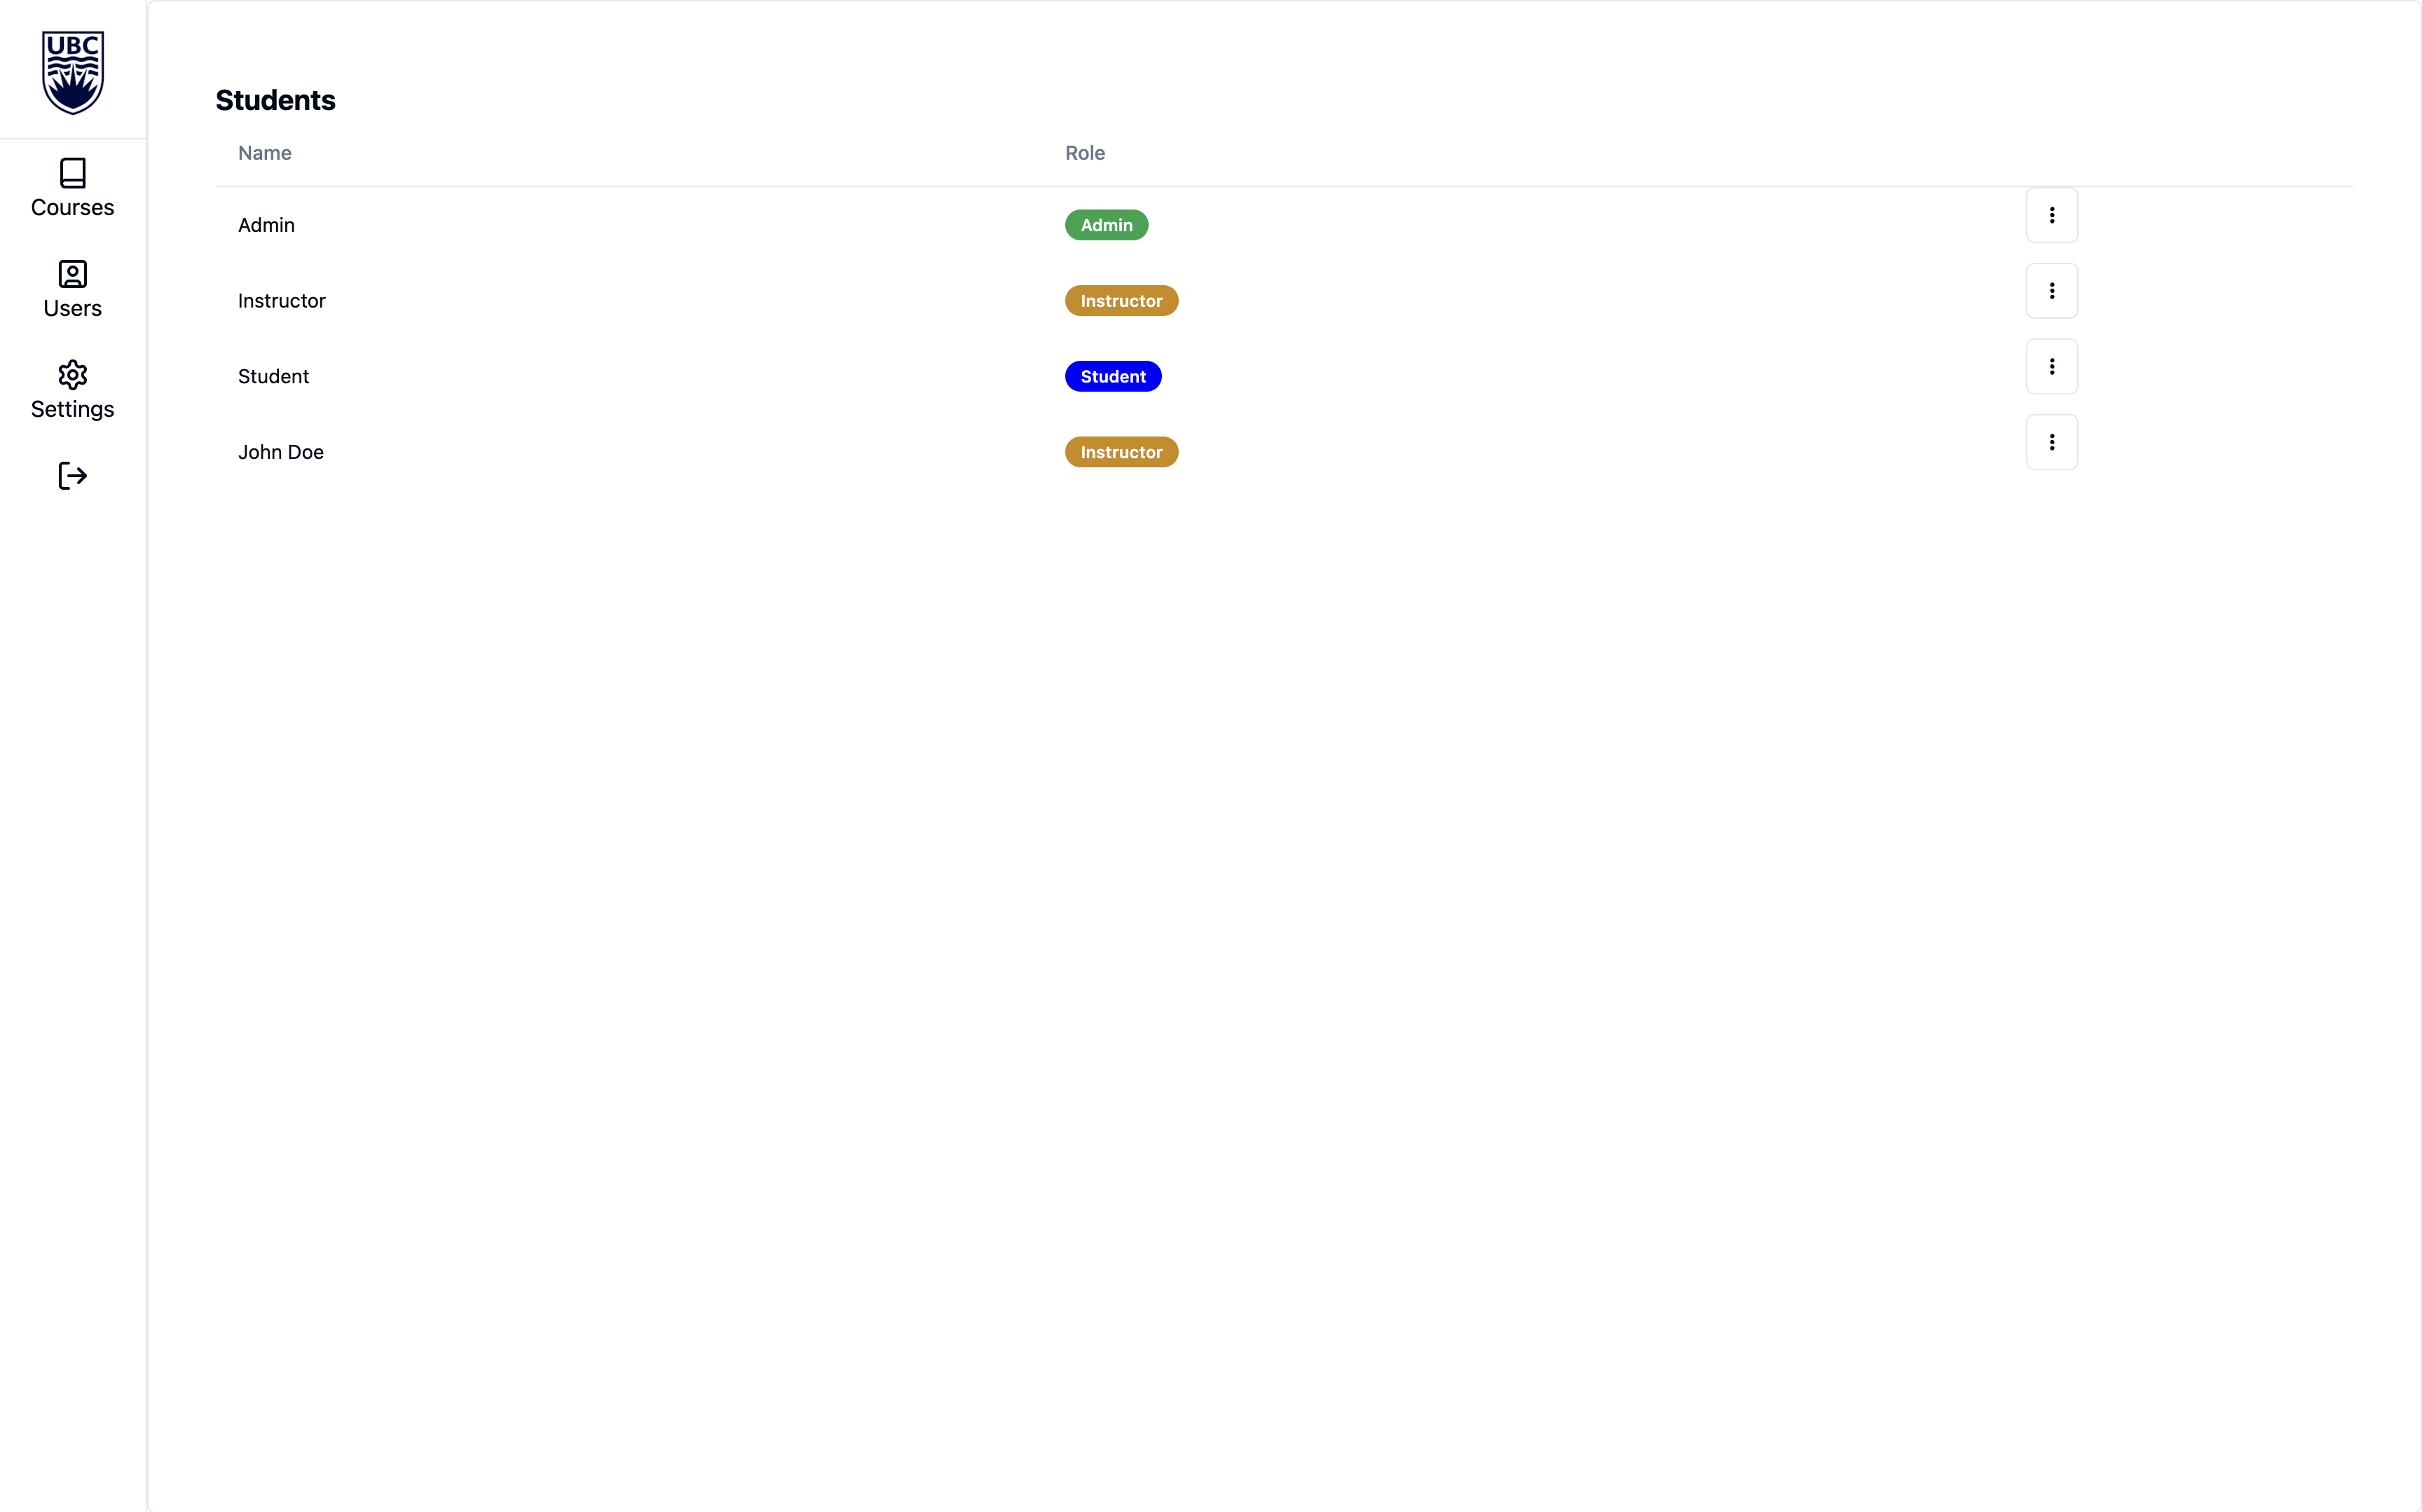 UBC
Courses
Users
Settings
Students
Name Role
Admin Admin
Instructor Instructor
Student Student
John Doe Instructor